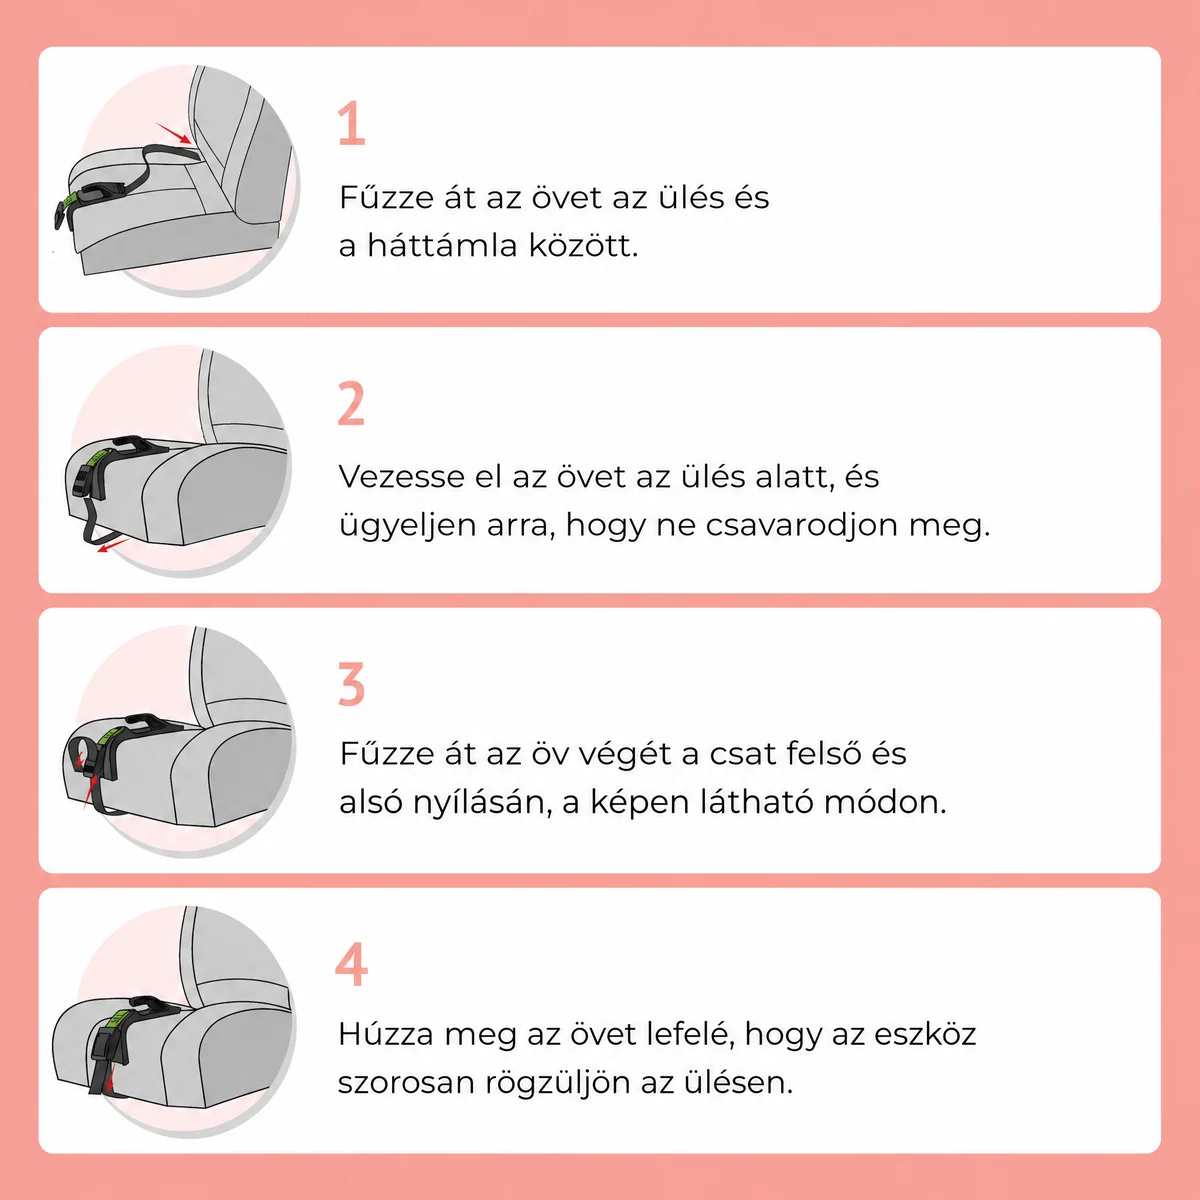 1
Fűzze át az övet az ülés és
a háttámla között.
2
Vezesse el az övet az ülés alatt, és
ügyeljen arra, hogy ne csavarodjon meg.
3
Fűzze át az öv végét a csat felső és
alsó nyílásán, a képen látható módon.
4
Húzza meg az övet lefelé, hogy az eszköz
szorosan rögzüljön az ülésen.